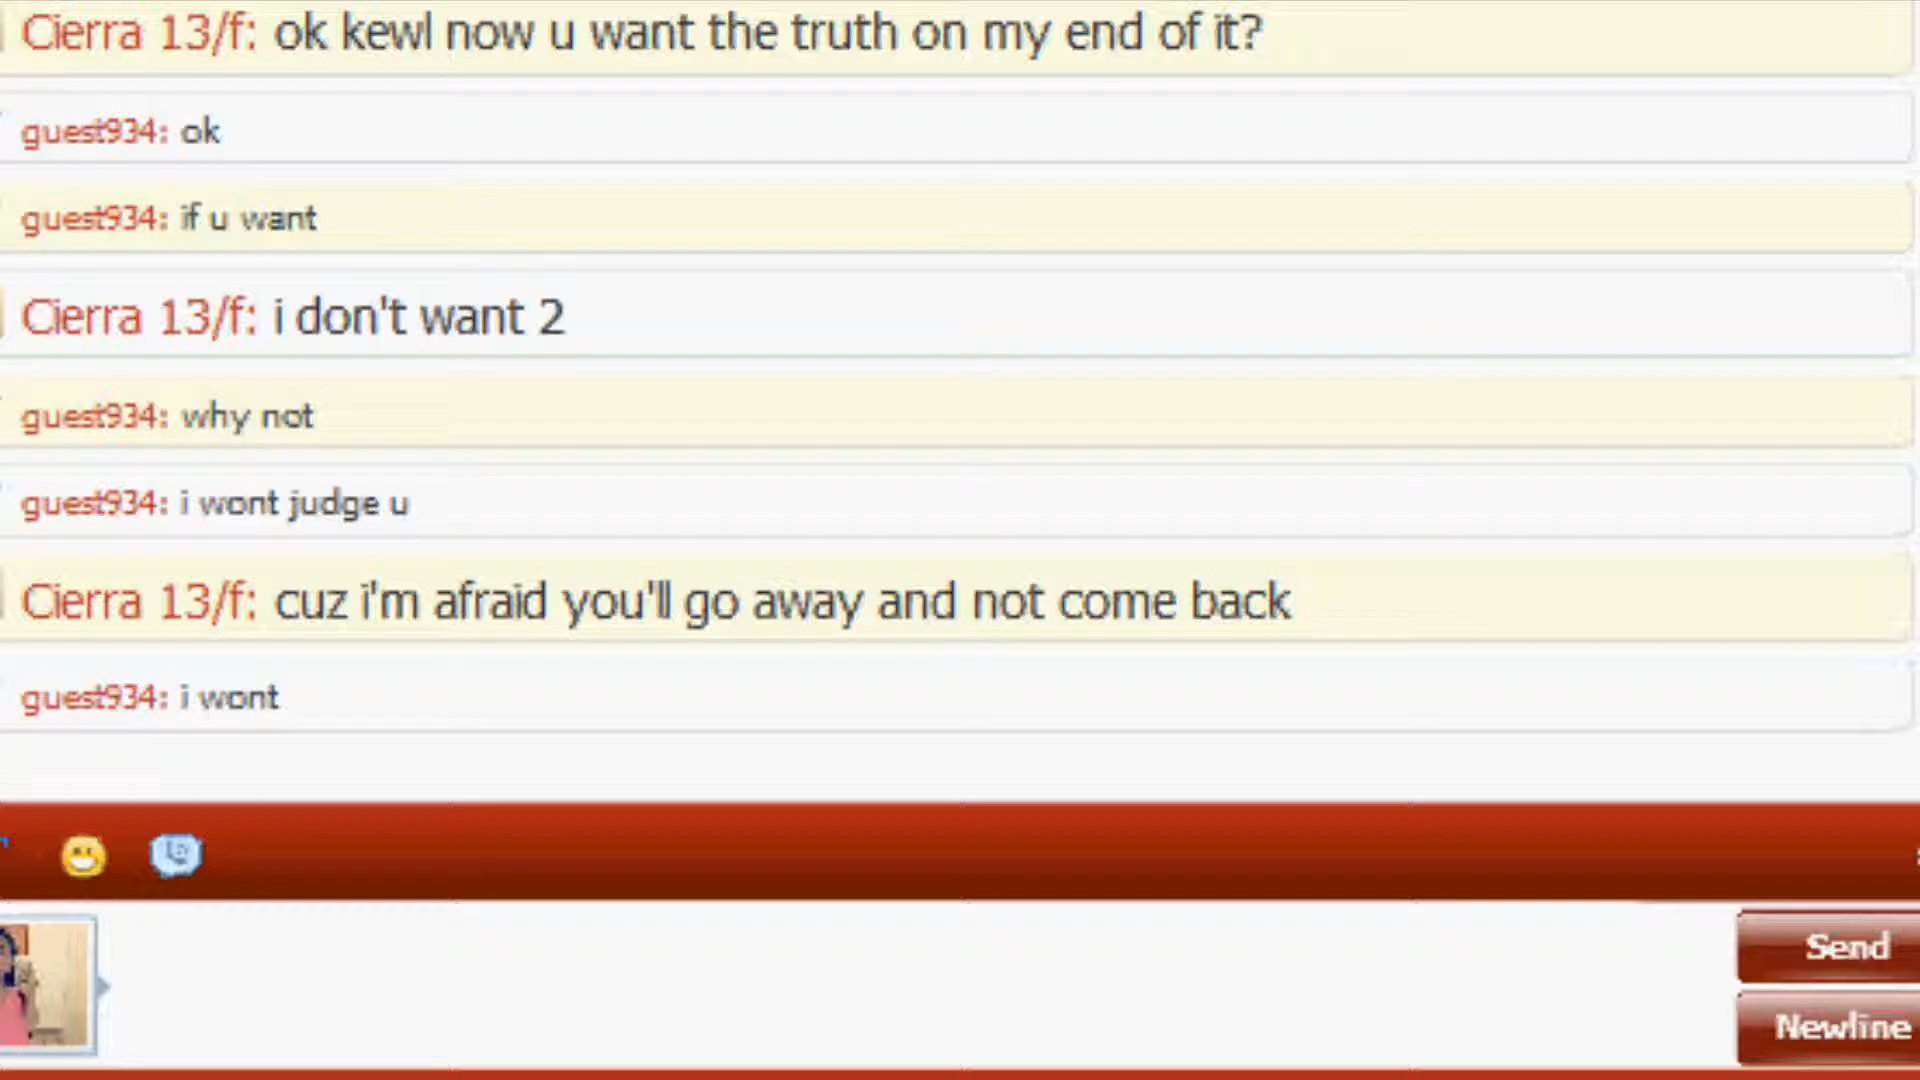 Cierra 13/f: ok kewl now u want the truth on my end of it?
guest934: ok
guest934: if u want
Cierra 13/f: i don't want 2
guest934: why not
guest934: i wont judge u
Cierra 13/f: cuz i'm afraid you'll go away and not come back
guest934: i wont
Send
Newline